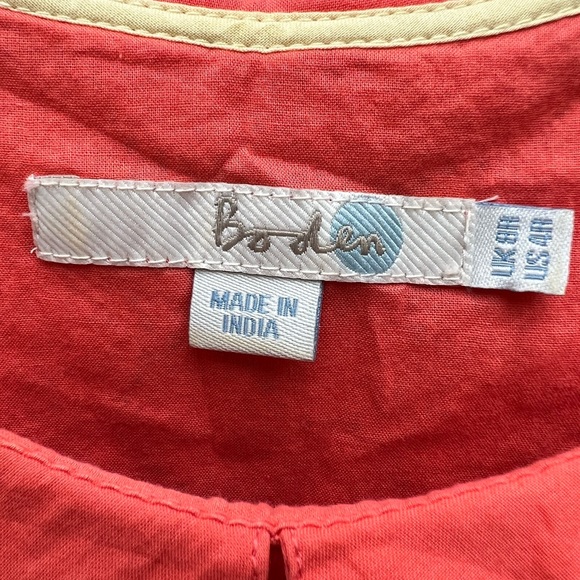 Boden
UK 8R
US 4R
MADE IN
INDIA